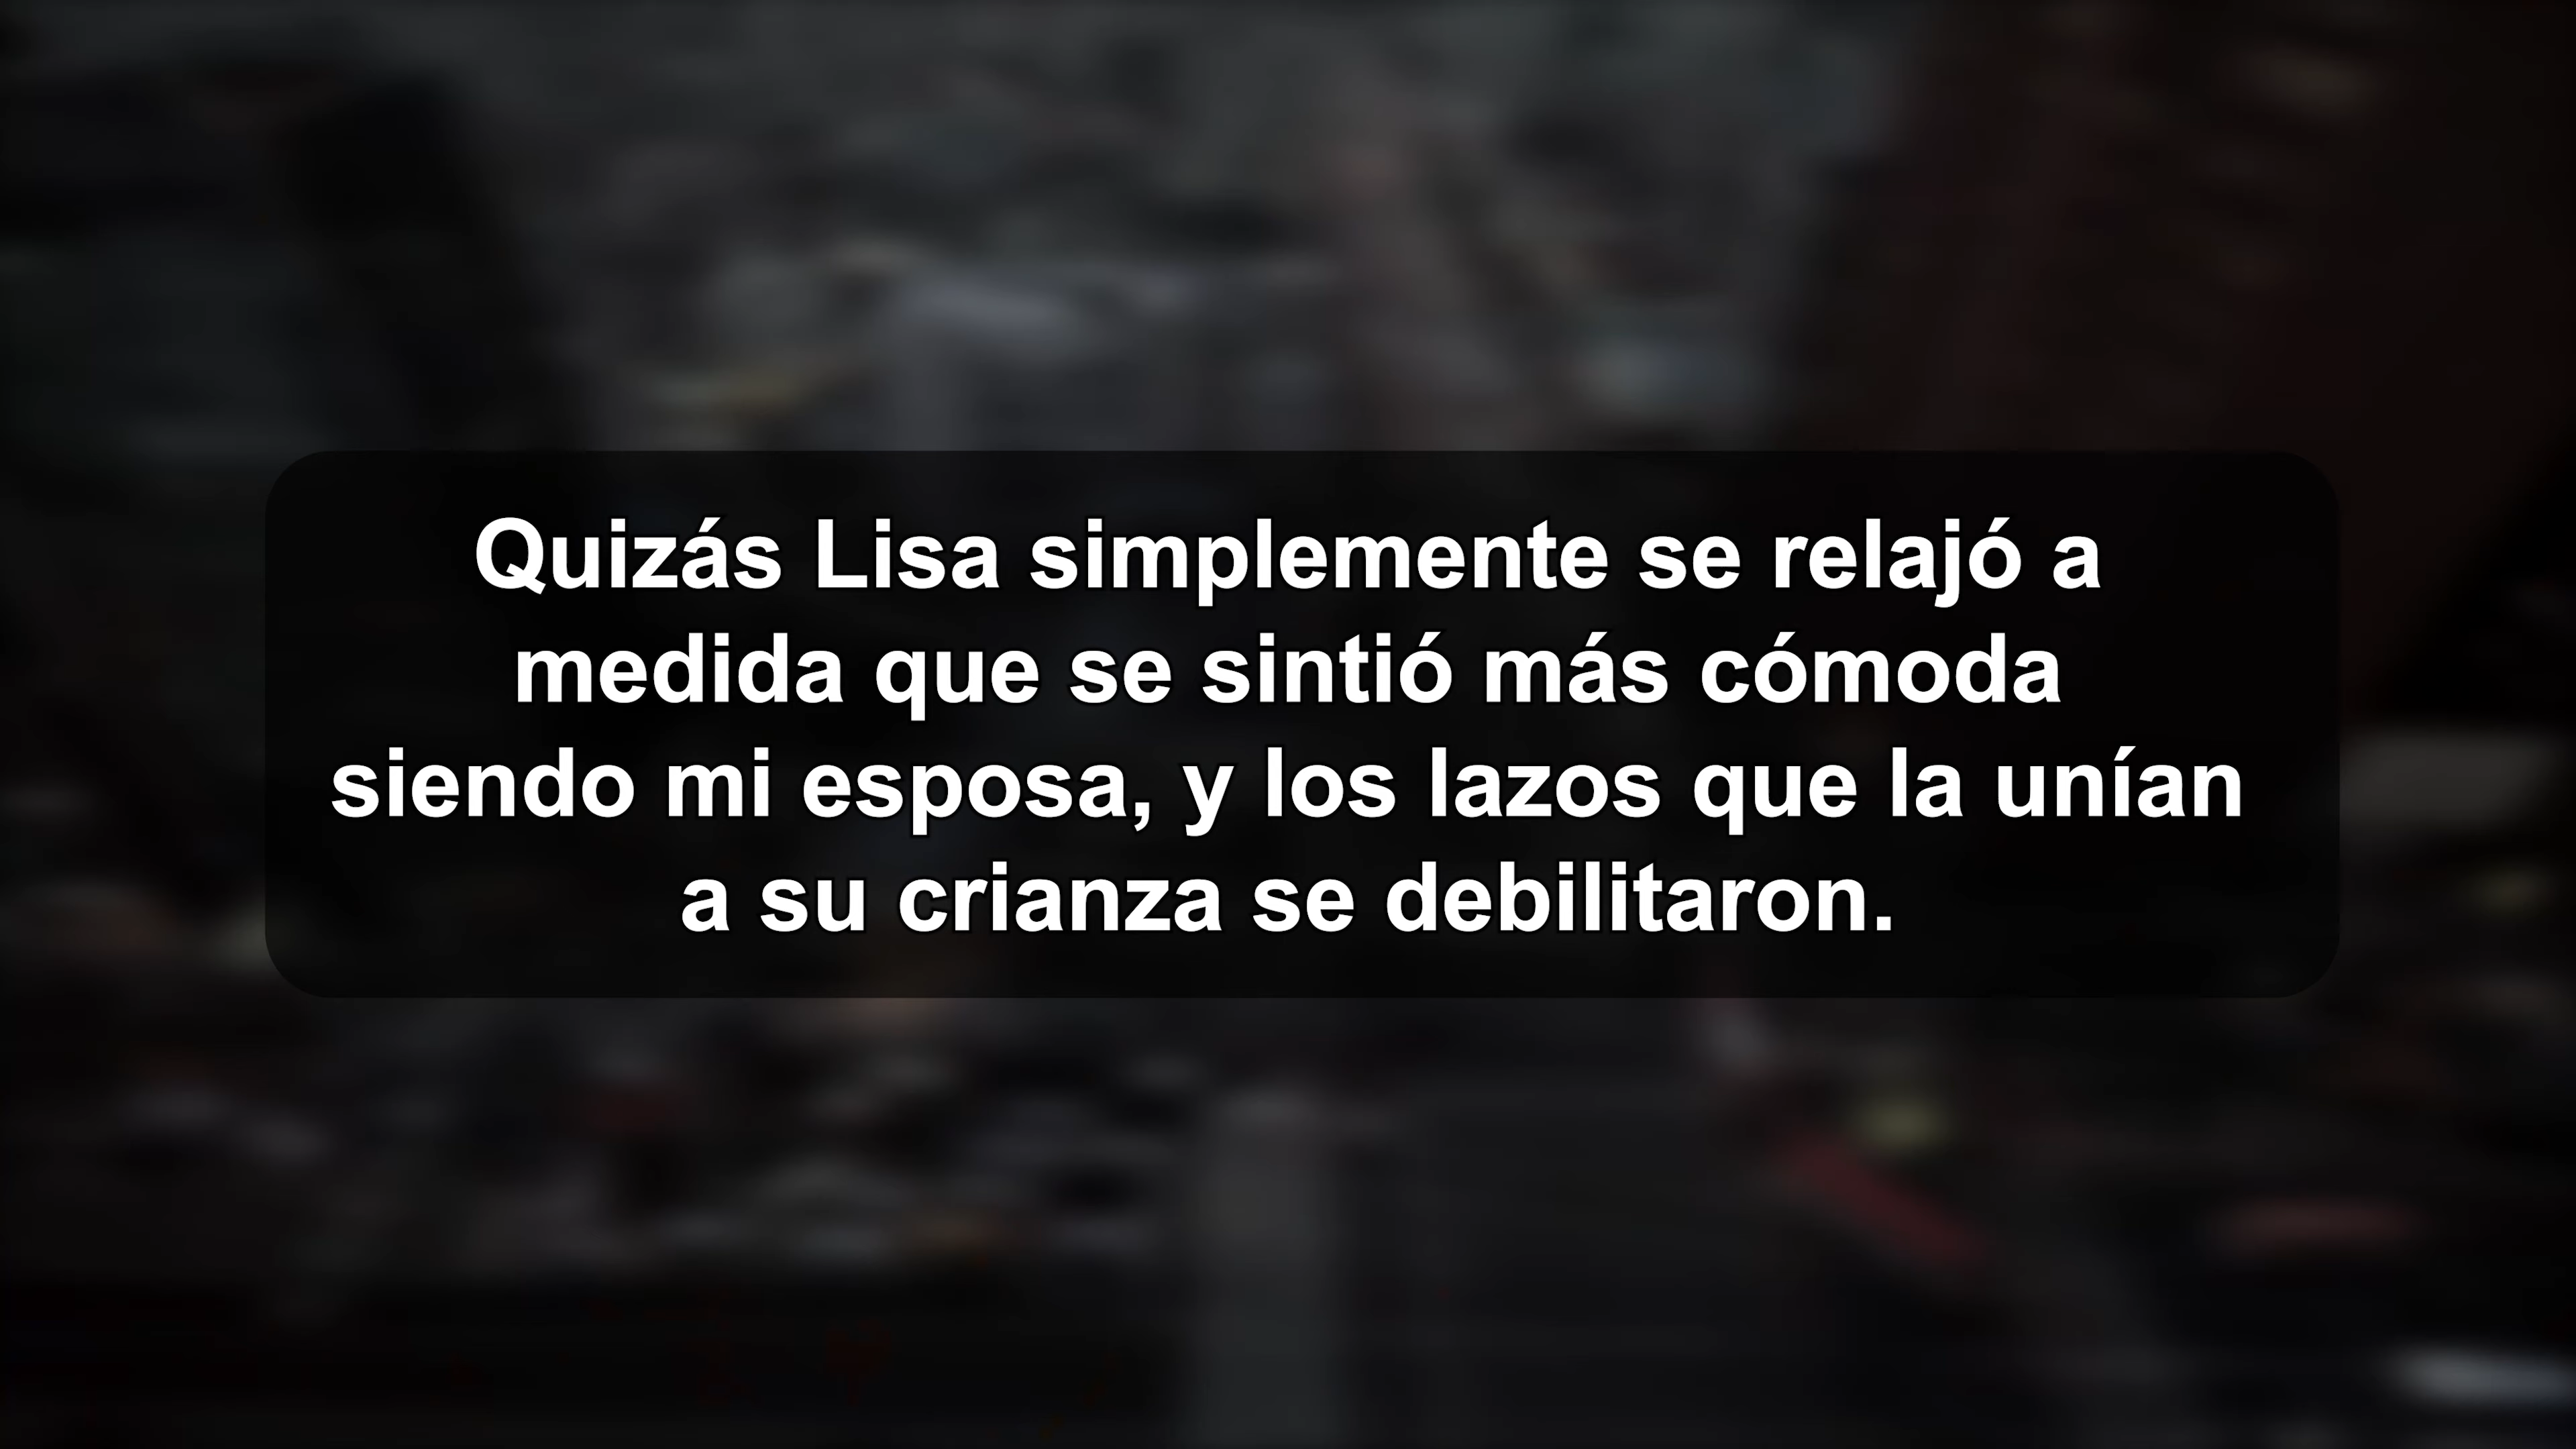 Quizás Lisa simplemente se relajó a
medida que se sintió más cómoda
siendo mi esposa, y los lazos que la unían
a su crianza se debilitaron.